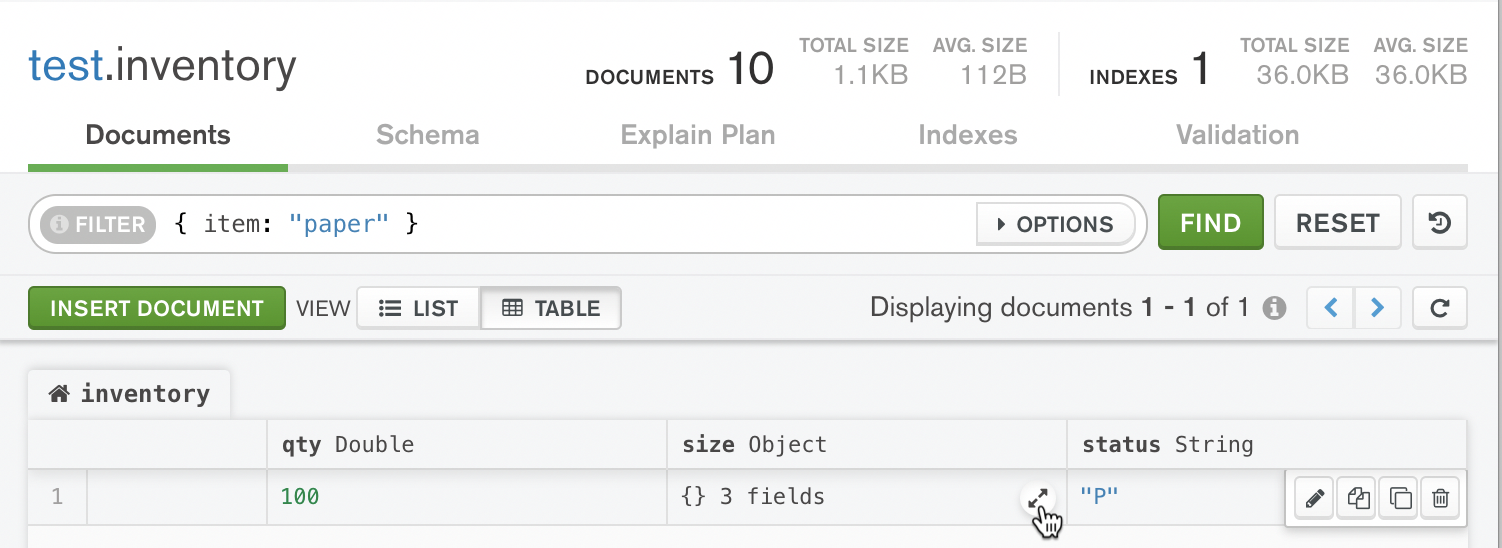 test.inventory
DOCUMENTS 10 TOTAL SIZE 1.1KB AVG. SIZE 112B
INDEXES 1 TOTAL SIZE 36.0KB AVG. SIZE 36.0KB
Documents Schema Explain Plan Indexes Validation
FILTER { item: "paper" } OPTIONS FIND RESET
INSERT DOCUMENT VIEW LIST TABLE Displaying documents 1 - 1 of 1
inventory
qty Double size Object status String
1 100 {} 3 fields "P"